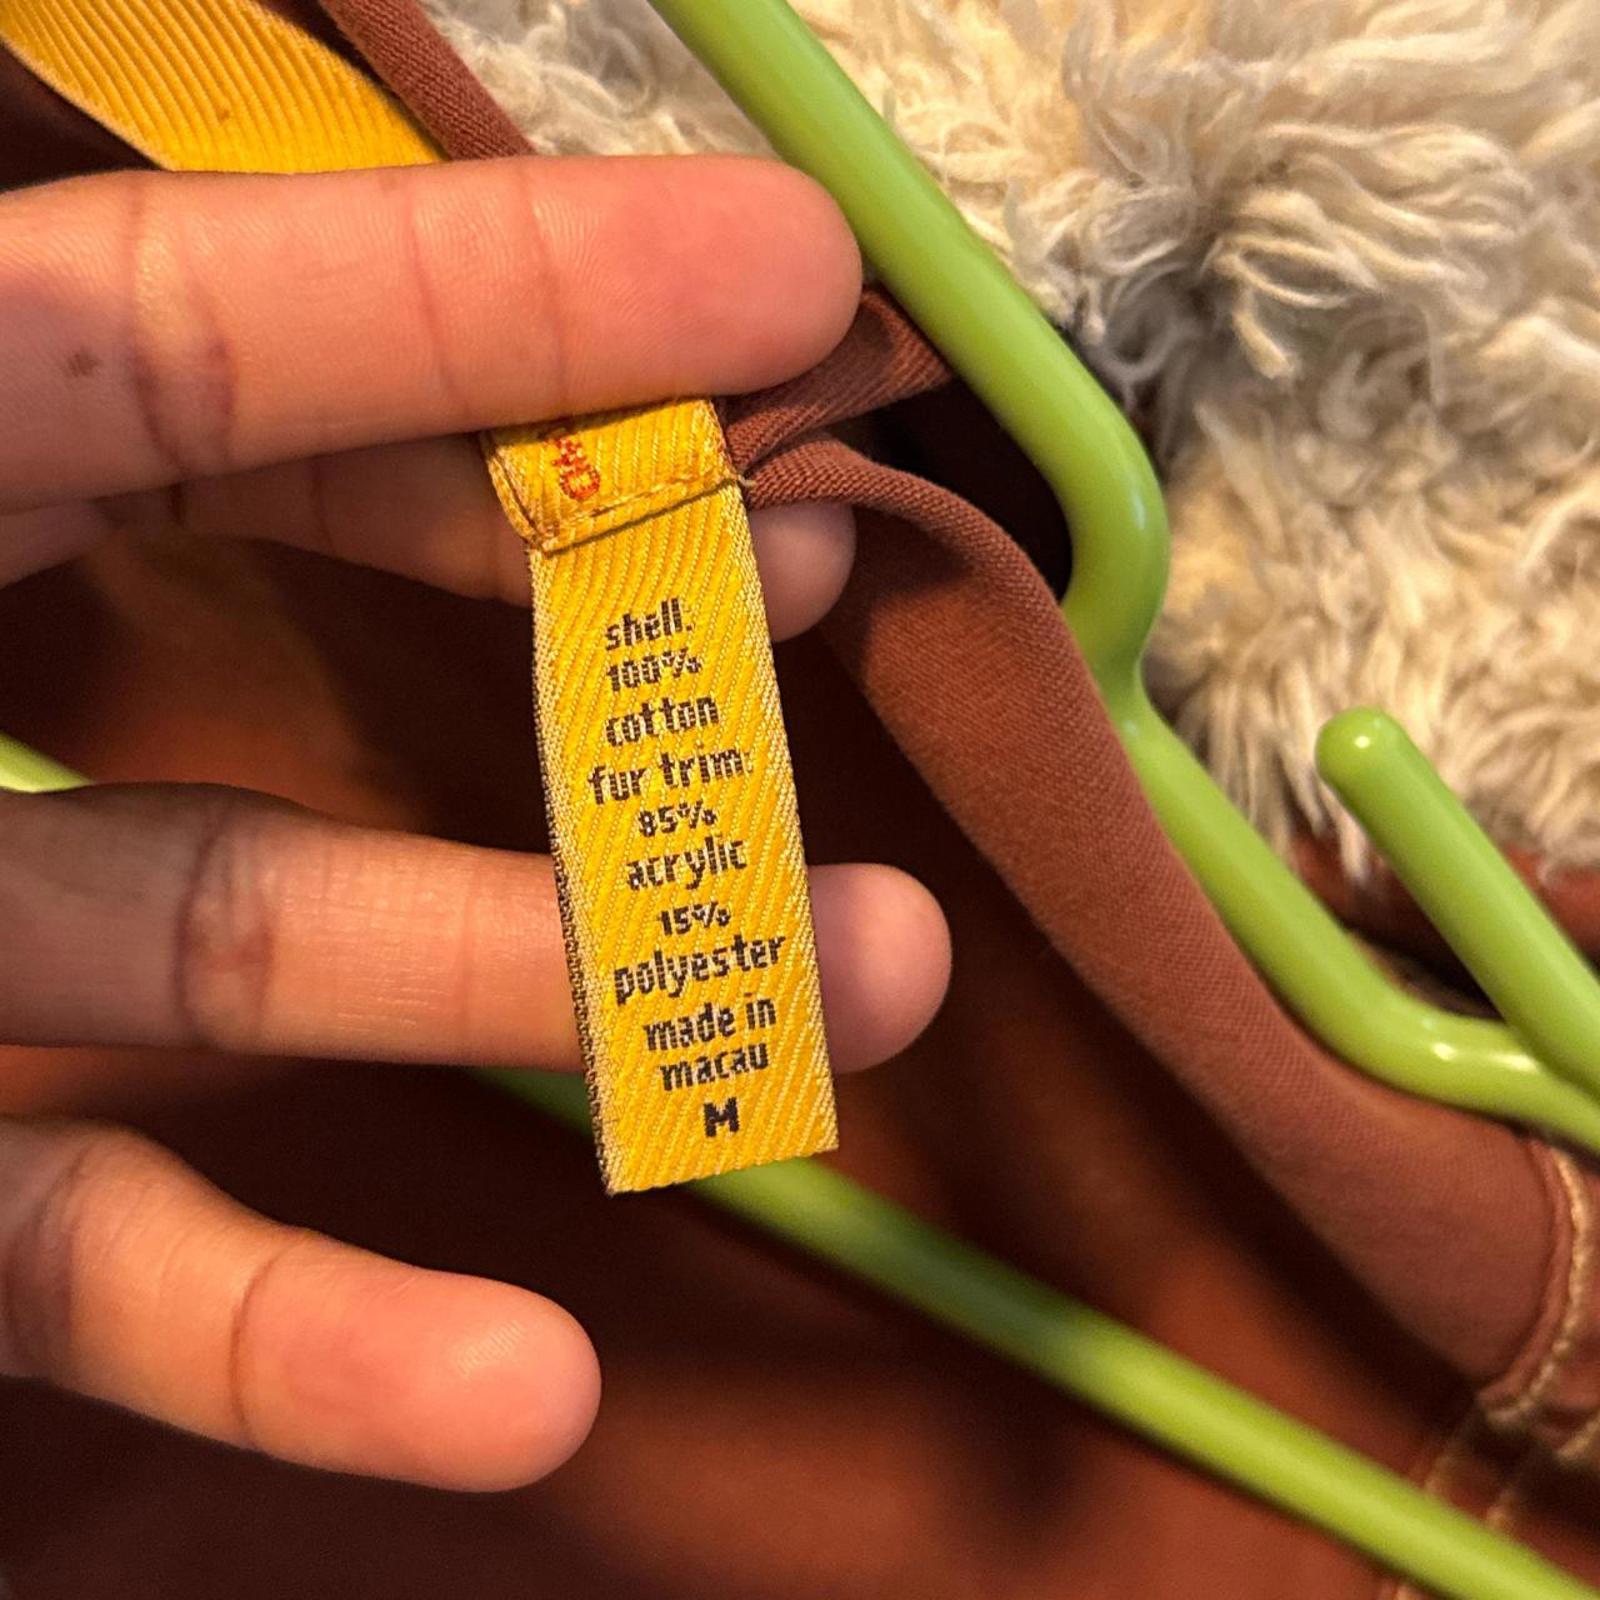 shell:
100%
cotton
fur trim:
85%
acrylic
15%
polyester
made in
macau
M